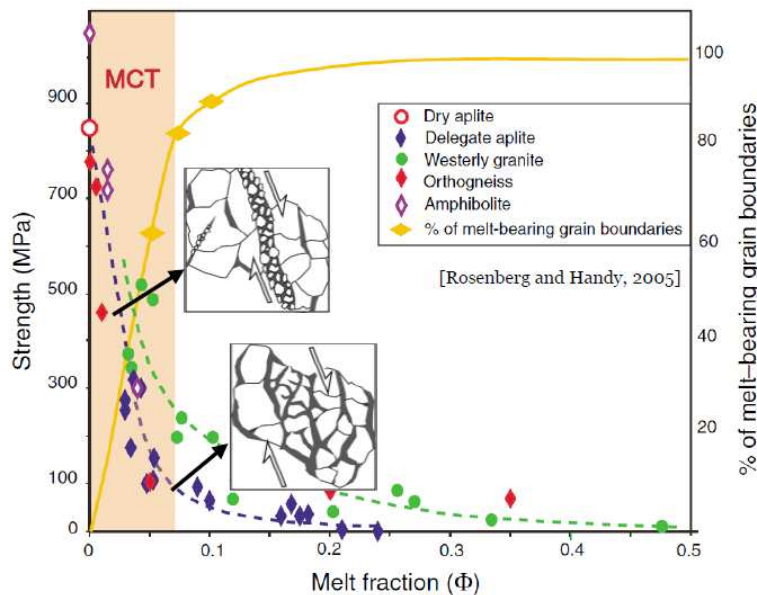 MCT
Strength (MPa)
900
700
500
300
100
0
100
80
60
40
20
0
% of melt–bearing grain boundaries
Dry aplite
Delegate aplite
Westerly granite
Orthogneiss
Amphibolite
% of melt-bearing grain boundaries
[Rosenberg and Handy, 2005]
0
0.1
0.2
0.3
0.4
0.5
Melt fraction (Φ)